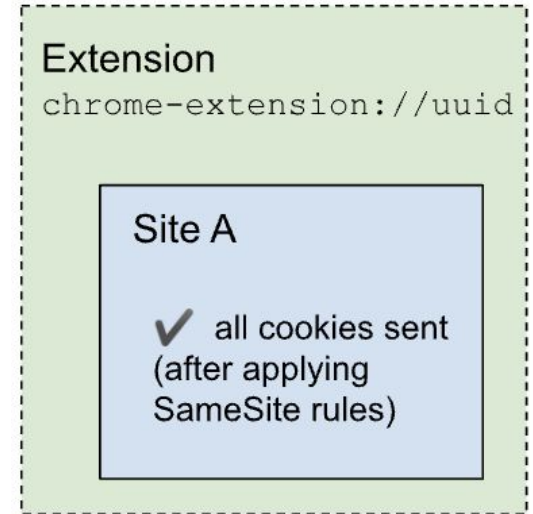 Extension
chrome-extension://uuid
Site A
✔ all cookies sent
(after applying
SameSite rules)